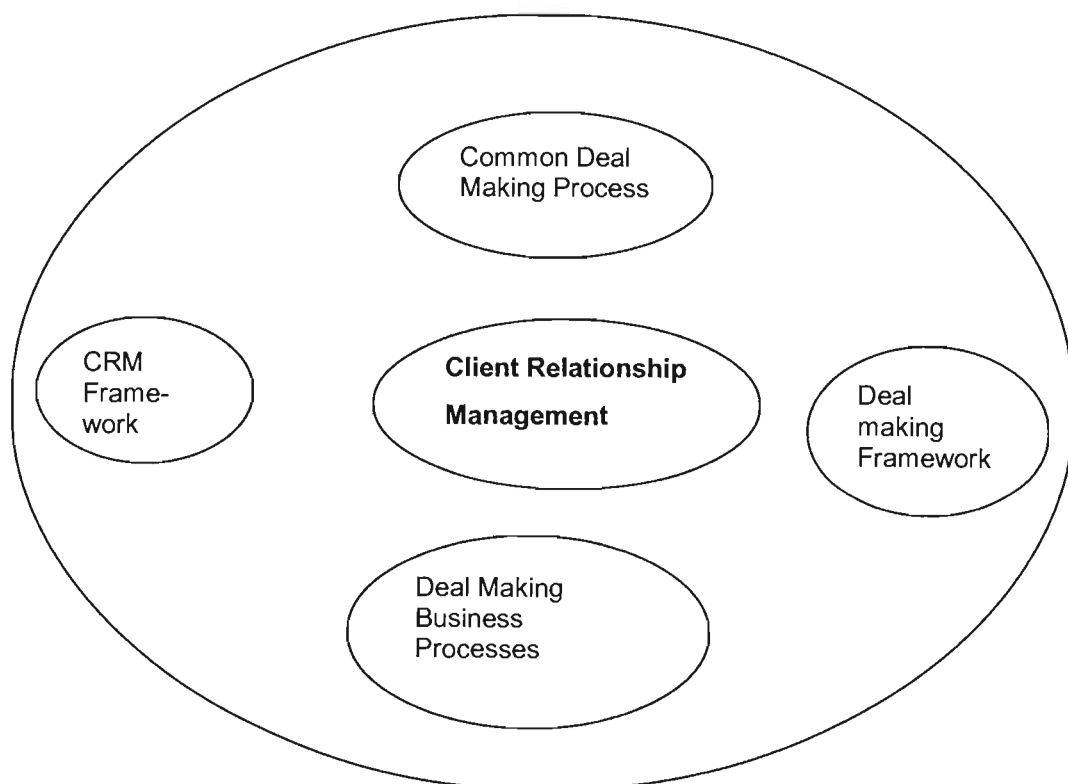 Common Deal
Making Process
CRM
Frame-
work
Client Relationship
Management
Deal
making
Framework
Deal Making
Business
Processes